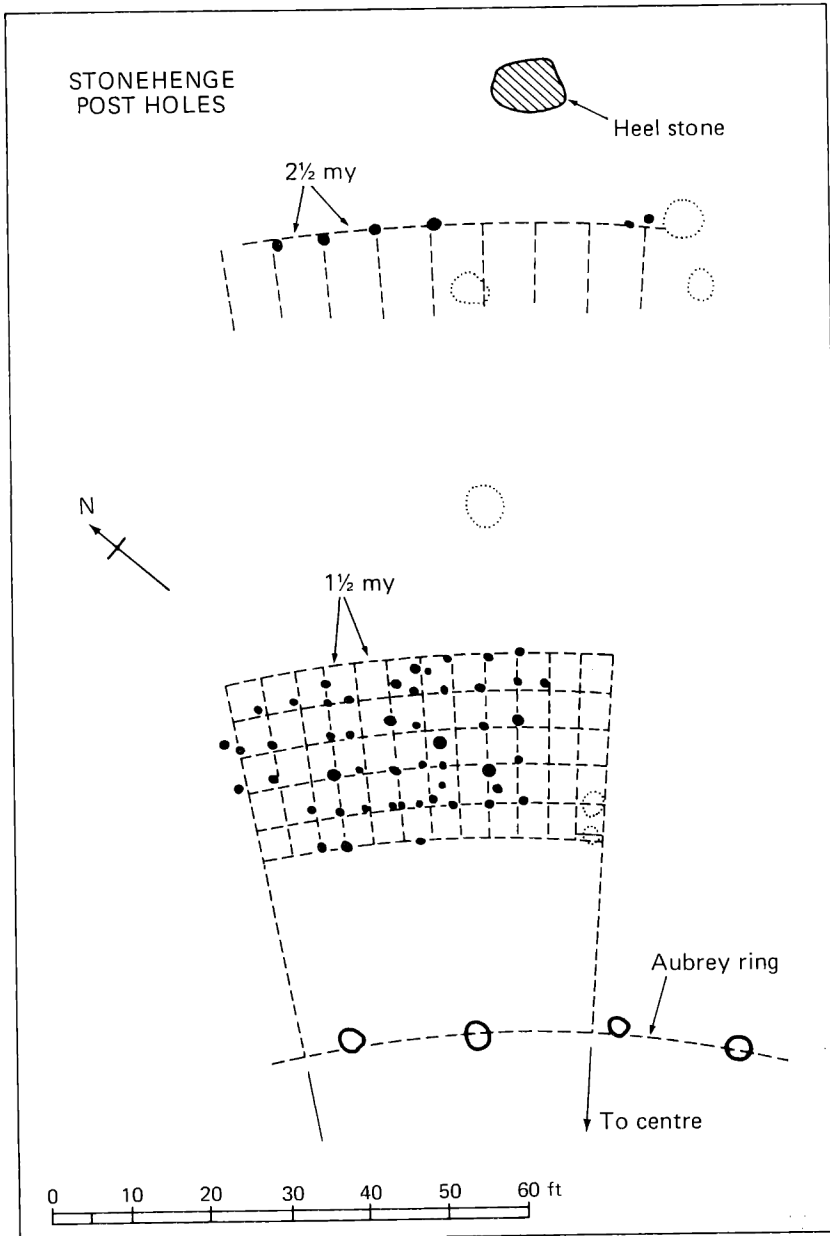 STONEHENGE
POST HOLES
Heel stone
2½ my
N
1½ my
Aubrey ring
To centre
0 10 20 30 40 50 60 ft